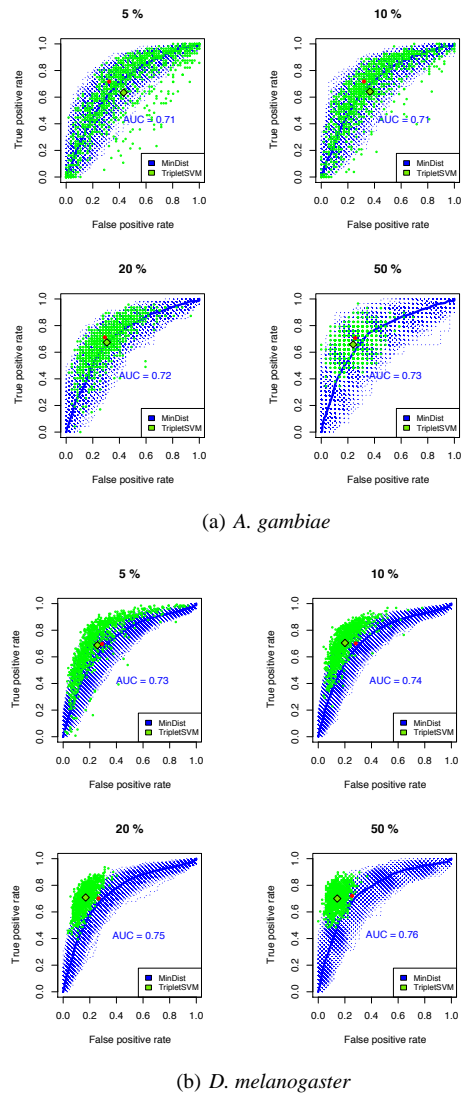 5 %
10 %
True positive rate
0.0 0.2 0.4 0.6 0.8 1.0
AUC = 0.71
MinDist
TripletSVM
0.0 0.2 0.4 0.6 0.8 1.0
False positive rate
True positive rate
0.0 0.2 0.4 0.6 0.8 1.0
AUC = 0.71
MinDist
TripletSVM
0.0 0.2 0.4 0.6 0.8 1.0
False positive rate
20 %
50 %
True positive rate
0.0 0.2 0.4 0.6 0.8 1.0
AUC = 0.72
MinDist
TripletSVM
0.0 0.2 0.4 0.6 0.8 1.0
False positive rate
True positive rate
0.0 0.2 0.4 0.6 0.8 1.0
AUC = 0.73
MinDist
TripletSVM
0.0 0.2 0.4 0.6 0.8 1.0
False positive rate
(a) A. gambiae
5 %
10 %
True positive rate
0.0 0.2 0.4 0.6 0.8 1.0
AUC = 0.73
MinDist
TripletSVM
0.0 0.2 0.4 0.6 0.8 1.0
False positive rate
True positive rate
0.0 0.2 0.4 0.6 0.8 1.0
AUC = 0.74
MinDist
TripletSVM
0.0 0.2 0.4 0.6 0.8 1.0
False positive rate
20 %
50 %
True positive rate
0.0 0.2 0.4 0.6 0.8 1.0
AUC = 0.75
MinDist
TripletSVM
0.0 0.2 0.4 0.6 0.8 1.0
False positive rate
True positive rate
0.0 0.2 0.4 0.6 0.8 1.0
AUC = 0.76
MinDist
TripletSVM
0.0 0.2 0.4 0.6 0.8 1.0
False positive rate
(b) D. melanogaster